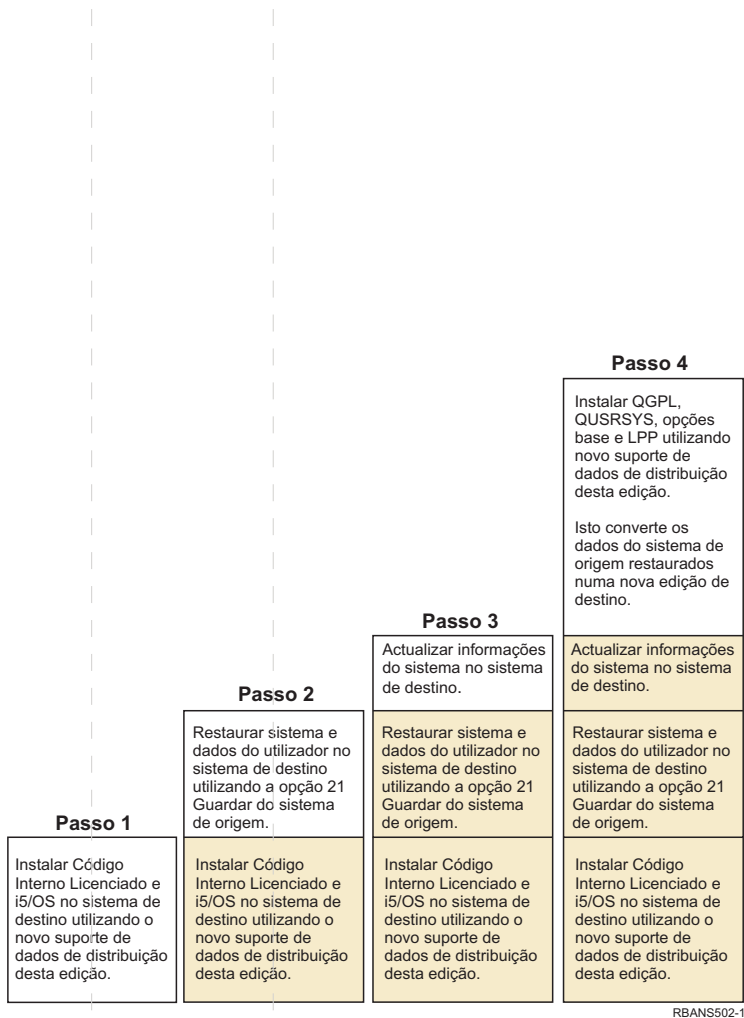 Passo 1
Instalar Código
Interno Licenciado e
i5/OS no sistema de
destino utilizando o
novo suporte de
dados de distribuição
desta edição.
Passo 2
Restaurar sistema e
dados do utilizador no
sistema de destino
utilizando a opção 21
Guardar do sistema
de origem.
Instalar Código
Interno Licenciado e
i5/OS no sistema de
destino utilizando o
novo suporte de
dados de distribuição
desta edição.
Passo 3
Actualizar informações
do sistema no sistema
de destino.
Restaurar sistema e
dados do utilizador no
sistema de destino
utilizando a opção 21
Guardar do sistema
de origem.
Instalar Código
Interno Licenciado e
i5/OS no sistema de
destino utilizando o
novo suporte de
dados de distribuição
desta edição.
Passo 4
Instalar QGPL,
QUSRSYS, opções
base e LPP utilizando
novo suporte de
dados de distribuição
desta edição.
Isto converte os
dados do sistema de
origem restaurados
numa nova edição de
destino.
Actualizar informações
do sistema no sistema
de destino.
Restaurar sistema e
dados do utilizador no
sistema de destino
utilizando a opção 21
Guardar do sistema
de origem.
Instalar Código
Interno Licenciado e
i5/OS no sistema de
destino utilizando o
novo suporte de
dados de distribuição
desta edição.
RBANS502-1